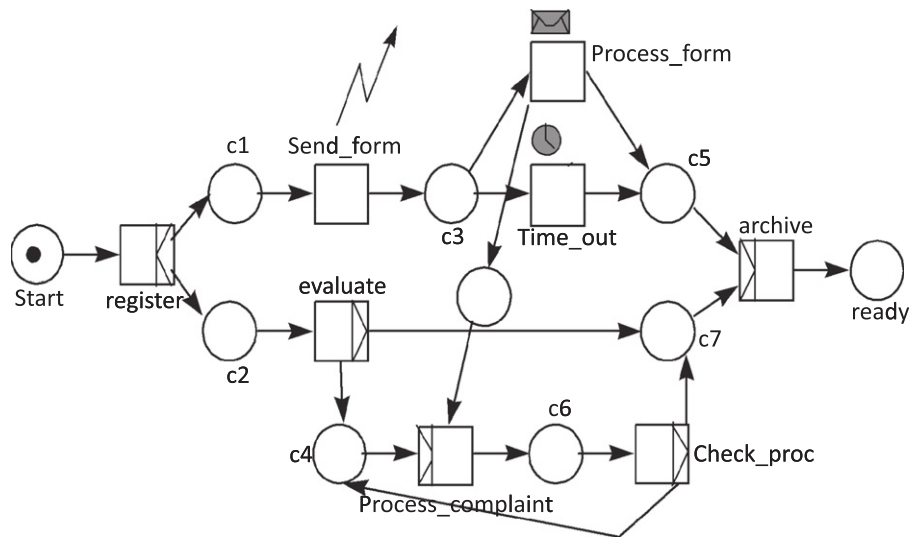 Process_form
c1
Send_form
c5
c3
Time_out
archive
Start
register
evaluate
ready
c2
c7
c6
c4
Check_proc
Process_complaint